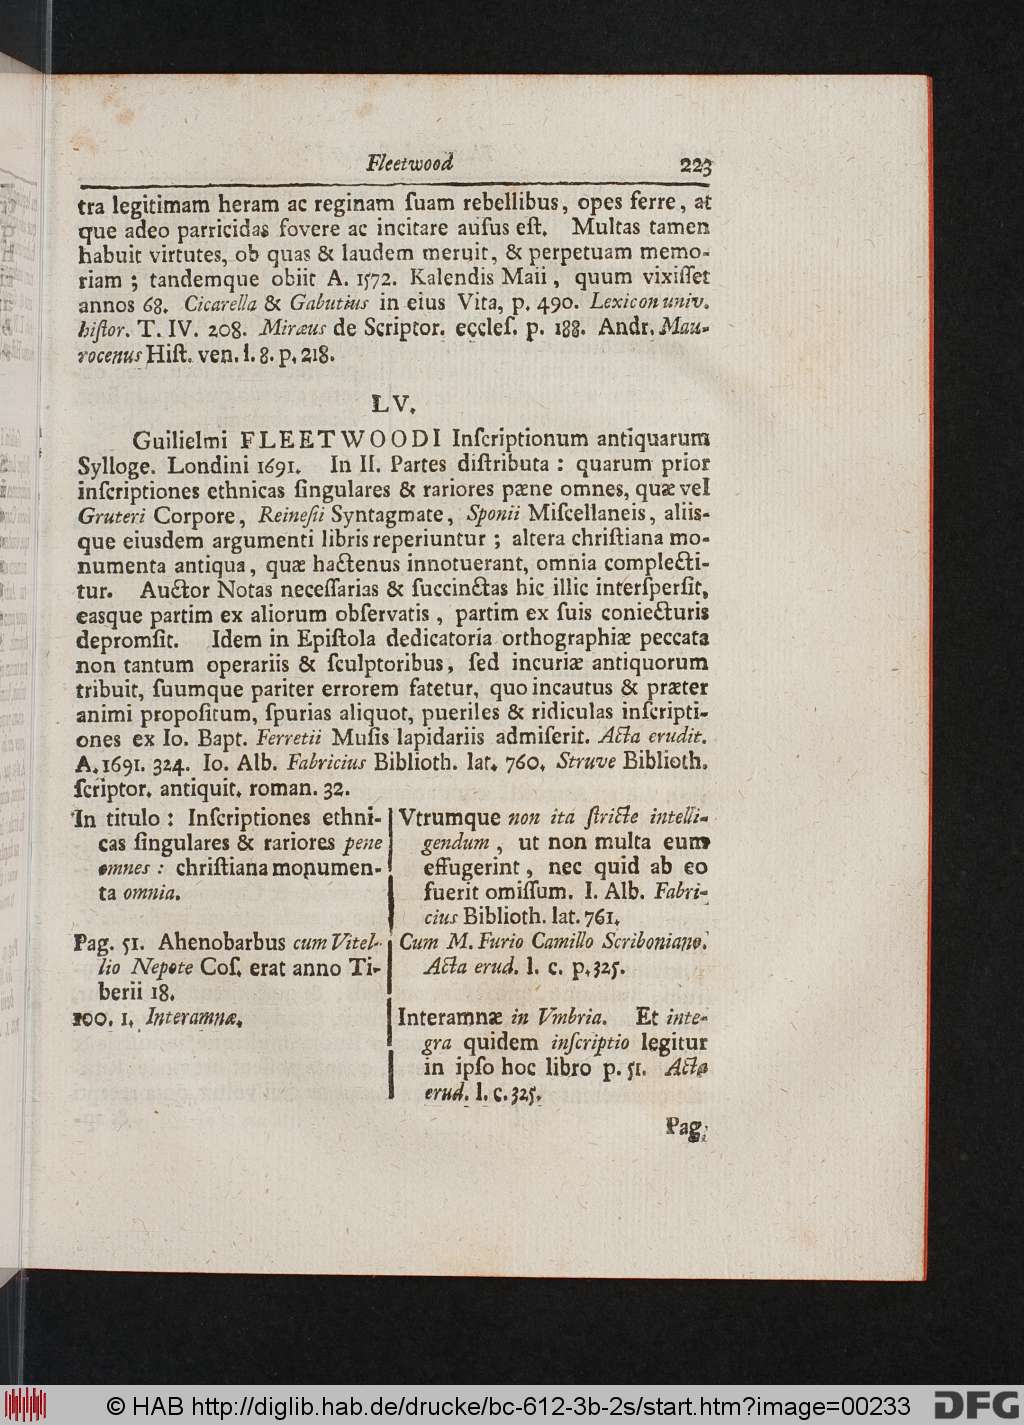 Fleetwood 223
tra legitimam heram ac reginam ſuam rebellibus, opes ferre, at
que adeo parricidas fovere ac incitare auſus eſt. Multas tamen
habuit virtutes, ob quas & laudem meruit, & perpetuam memo-
riam ; tandemque obiit A. 1572. Kalendis Maii, quum vixiſſet
annos 68. Cicarella & Gabutius in eius Vita, p. 490. Lexicon univ.
hiſtor. T. IV. 208. Miræus de Scriptor. eccleſ. p. 188. Andr. Mau-
rocenus Hiſt. ven. l. 8. p. 218.
LV.
Guilielmi FLEETWOODI Inſcriptionum antiquarum
Sylloge. Londini 1691. In II. Partes diſtributa : quarum prior
inſcriptiones ethnicas ſingulares & rariores pæne omnes, quæ vel
Gruteri Corpore, Reineſii Syntagmate, Sponii Miſcellaneis, aliis-
que eiusdem argumenti libris reperiuntur ; altera chriſtiana mo-
numenta antiqua, quæ hactenus innotuerant, omnia complecti-
tur. Auctor Notas neceſſarias & ſuccinctas hic illic interſperſit,
easque partim ex aliorum obſervatis , partim ex ſuis coniecturis
depromſit. Idem in Epiſtola dedicatoria orthographiæ peccata
non tantum operariis & ſculptoribus, ſed incuriæ antiquorum
tribuit, ſuumque pariter errorem fatetur, quo incautus & præter
animi propoſitum, ſpurias aliquot, pueriles & ridiculas inſcripti-
ones ex Io. Bapt. Ferretii Muſis lapidariis admiſerit. Acta erudit.
A. 1691. 324. Io. Alb. Fabricius Biblioth. lat. 760. Struve Biblioth.
ſcriptor. antiquit. roman. 32.
In titulo : Inſcriptiones ethni-
cas ſingulares & rariores pene
omnes : chriſtiana monumen-
ta omnia.
Vtrumque non ita ſtricte intelli-
gendum , ut non multa eum
effugerint, nec quid ab eo
fuerit omiſſum. I. Alb. Fabri-
cius Biblioth. lat. 761.
Pag. 51. Ahenobarbus cum Vitel-
lio Nepote Coſ. erat anno Ti-
berii 18.
Cum M. Furio Camillo Scriboniano.
Acta erud. l. c. p. 325.
100. 1. Interamnæ.
Interamnæ in Vmbria. Et inte-
gra quidem inſcriptio legitur
in ipſo hoc libro p. 51. Acta
erud. l. c. 325.
Pag.
© HAB http://diglib.hab.de/drucke/bc-612-3b-2s/start.htm?image=00233
DFG